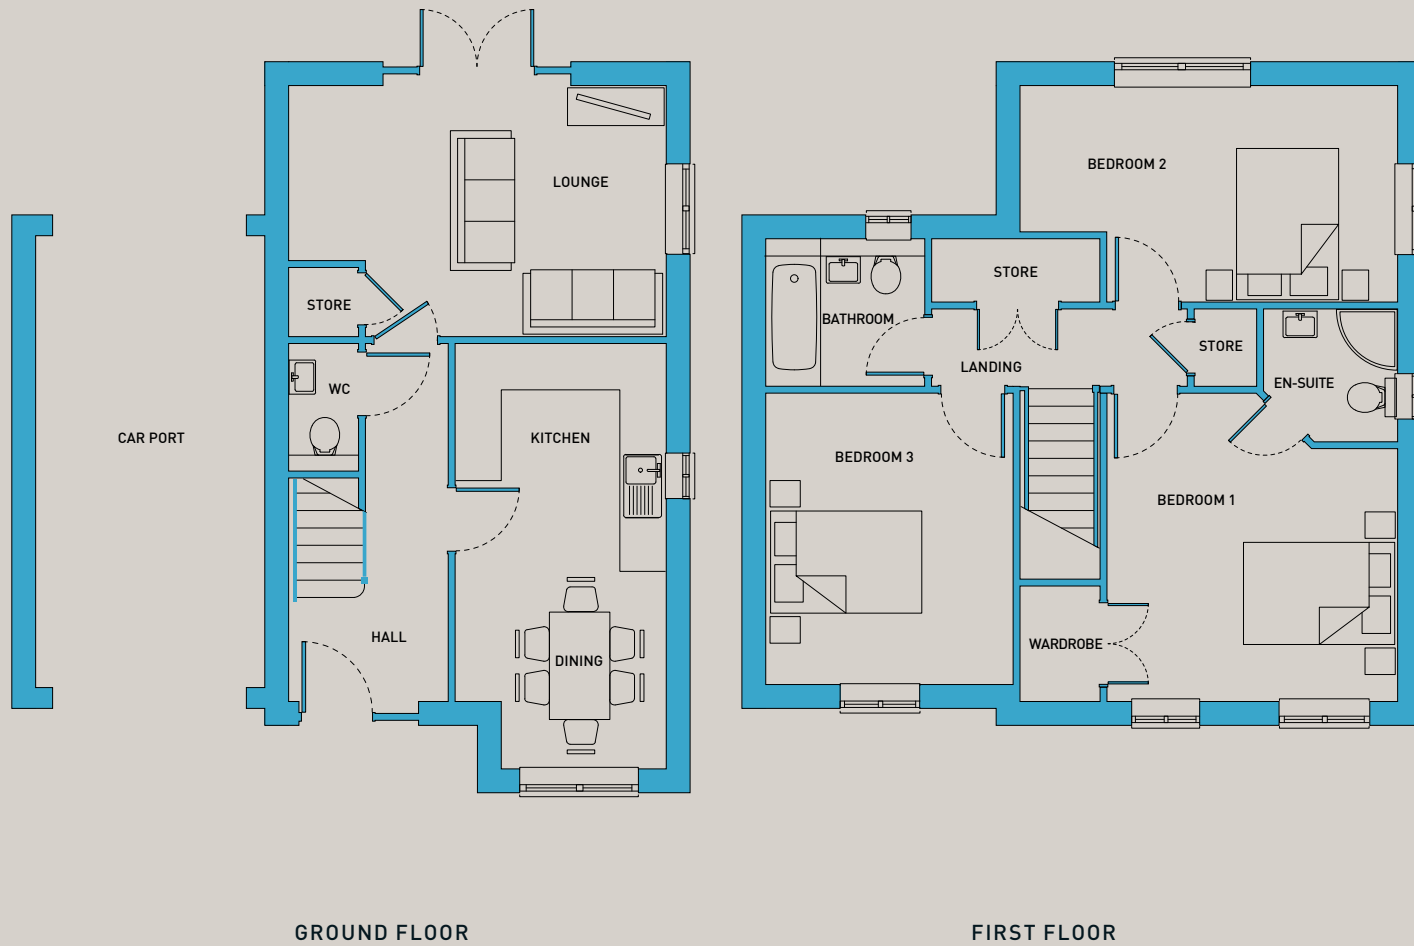 LOUNGE
STORE
WC
CAR PORT
KITCHEN
HALL
DINING
BEDROOM 2
STORE
BATHROOM
STORE
LANDING
EN-SUITE
BEDROOM 3
BEDROOM 1
WARDROBE
GROUND FLOOR
FIRST FLOOR